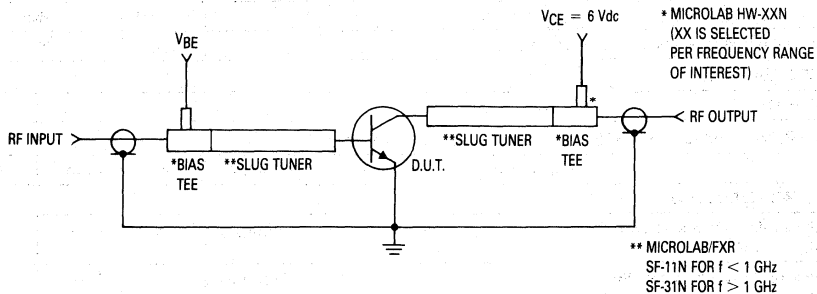 V_CE = 6 Vdc
* MICROLAB HW-XXN
(XX IS SELECTED
PER FREQUENCY RANGE
OF INTEREST)
V_BE
*
RF INPUT
RF OUTPUT
*BIAS
TEE
**SLUG TUNER
D.U.T.
**SLUG TUNER
*BIAS
TEE
** MICROLAB/FXR
SF-11N FOR f < 1 GHz
SF-31N FOR f > 1 GHz